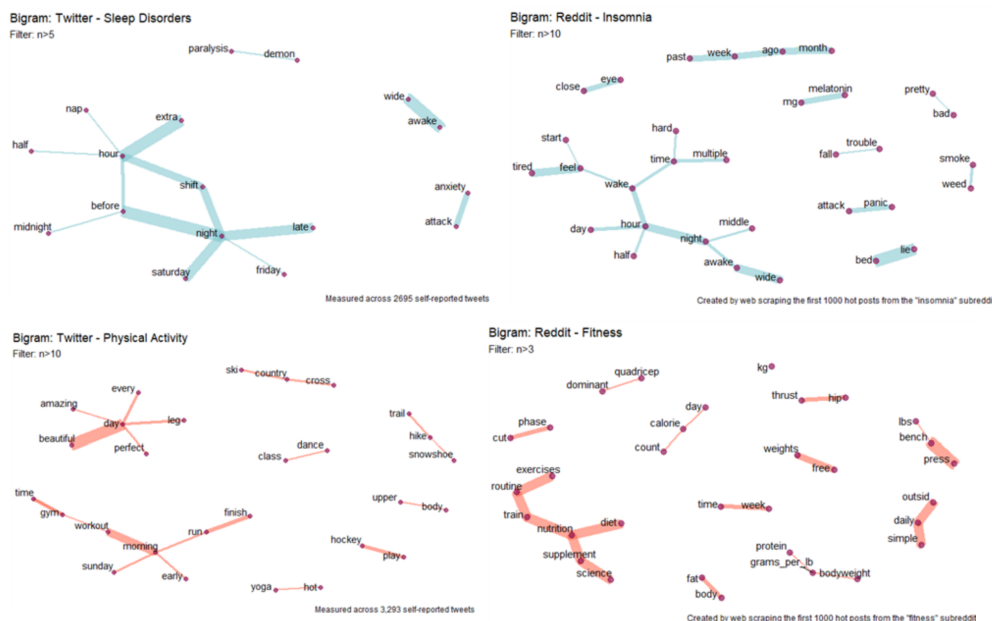 Bigram: Twitter - Sleep Disorders
Filter: n>5
paralysis
demon
nap
extra
wide
awake
half
hour
shift
anxiety
before
attack
midnight
night
late
saturday
friday
Measured across 2695 self-reported tweets
Bigram: Reddit - Insomnia
Filter: n>10
past
week
ago
month
close
eye
mg
melatonin
pretty
bad
start
hard
tired
feel
time
multiple
fall
trouble
smoke
weed
wake
attack
panic
day
hour
half
night
middle
awake
wide
bed
lie
Created by web scraping the first 1000 hot posts from the "insomnia" subreddi
Bigram: Twitter - Physical Activity
Filter: n>10
ski
country
cross
every
amazing
day
leg
beautiful
perfect
trail
hike
snowshoe
class
dance
time
gym
workout
finish
run
morning
sunday
early
upper
body
hockey
play
yoga
hot
Measured across 3,293 self-reported tweets
Bigram: Reddit - Fitness
Filter: n>3
quadricep
dominant
kg
thrust
hip
day
calorie
count
phase
cut
lbs
bench
press
weights
free
exercises
routine
train
nutrition
diet
supplement
science
time
week
outsid
daily
simple
protein
grams_per_lb
bodyweight
fat
body
Created by web scraping the first 1000 hot posts from the "fitness" subreddit